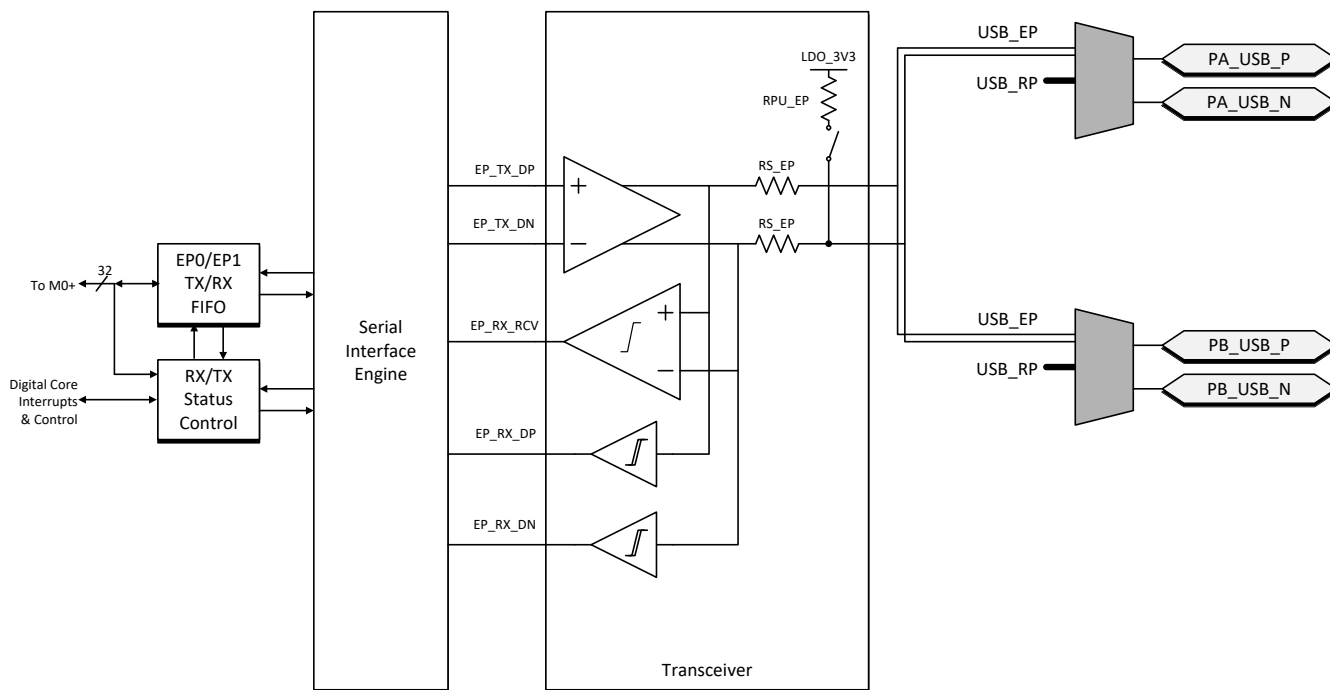 USB_EP
PA_USB_P
LDO_3V3
USB_RP
RPU_EP
PA_USB_N
EP_TX_DP
+
RS_EP
EP_TX_DN
−
RS_EP
32
To M0+
EP0/EP1
TX/RX
FIFO
Serial
Interface
Engine
EP_RX_RCV
+
−
USB_EP
PB_USB_P
USB_RP
PB_USB_N
Digital Core
Interrupts
& Control
RX/TX
Status
Control
EP_RX_DP
EP_RX_DN
Transceiver